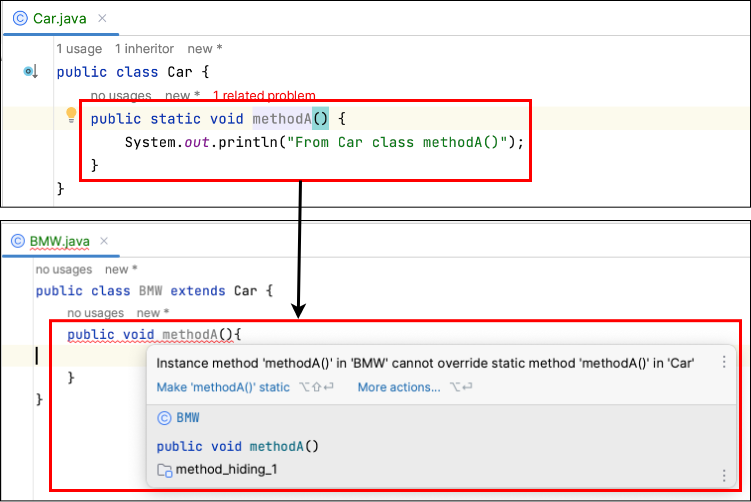 Car.java
1 usage 1 inheritor new *
public class Car {
no usages new * 1 related problem
public static void methodA() {
System.out.println("From Car class methodA()");
}
}
BMW.java
no usages new *
public class BMW extends Car {
no usages new *
public void methodA(){
Instance method 'methodA()' in 'BMW' cannot override static method 'methodA()' in 'Car'
Make 'methodA()' static ⌥⇧⏎ More actions... ⌥⏎
BMW
public void methodA()
method_hiding_1
}
}